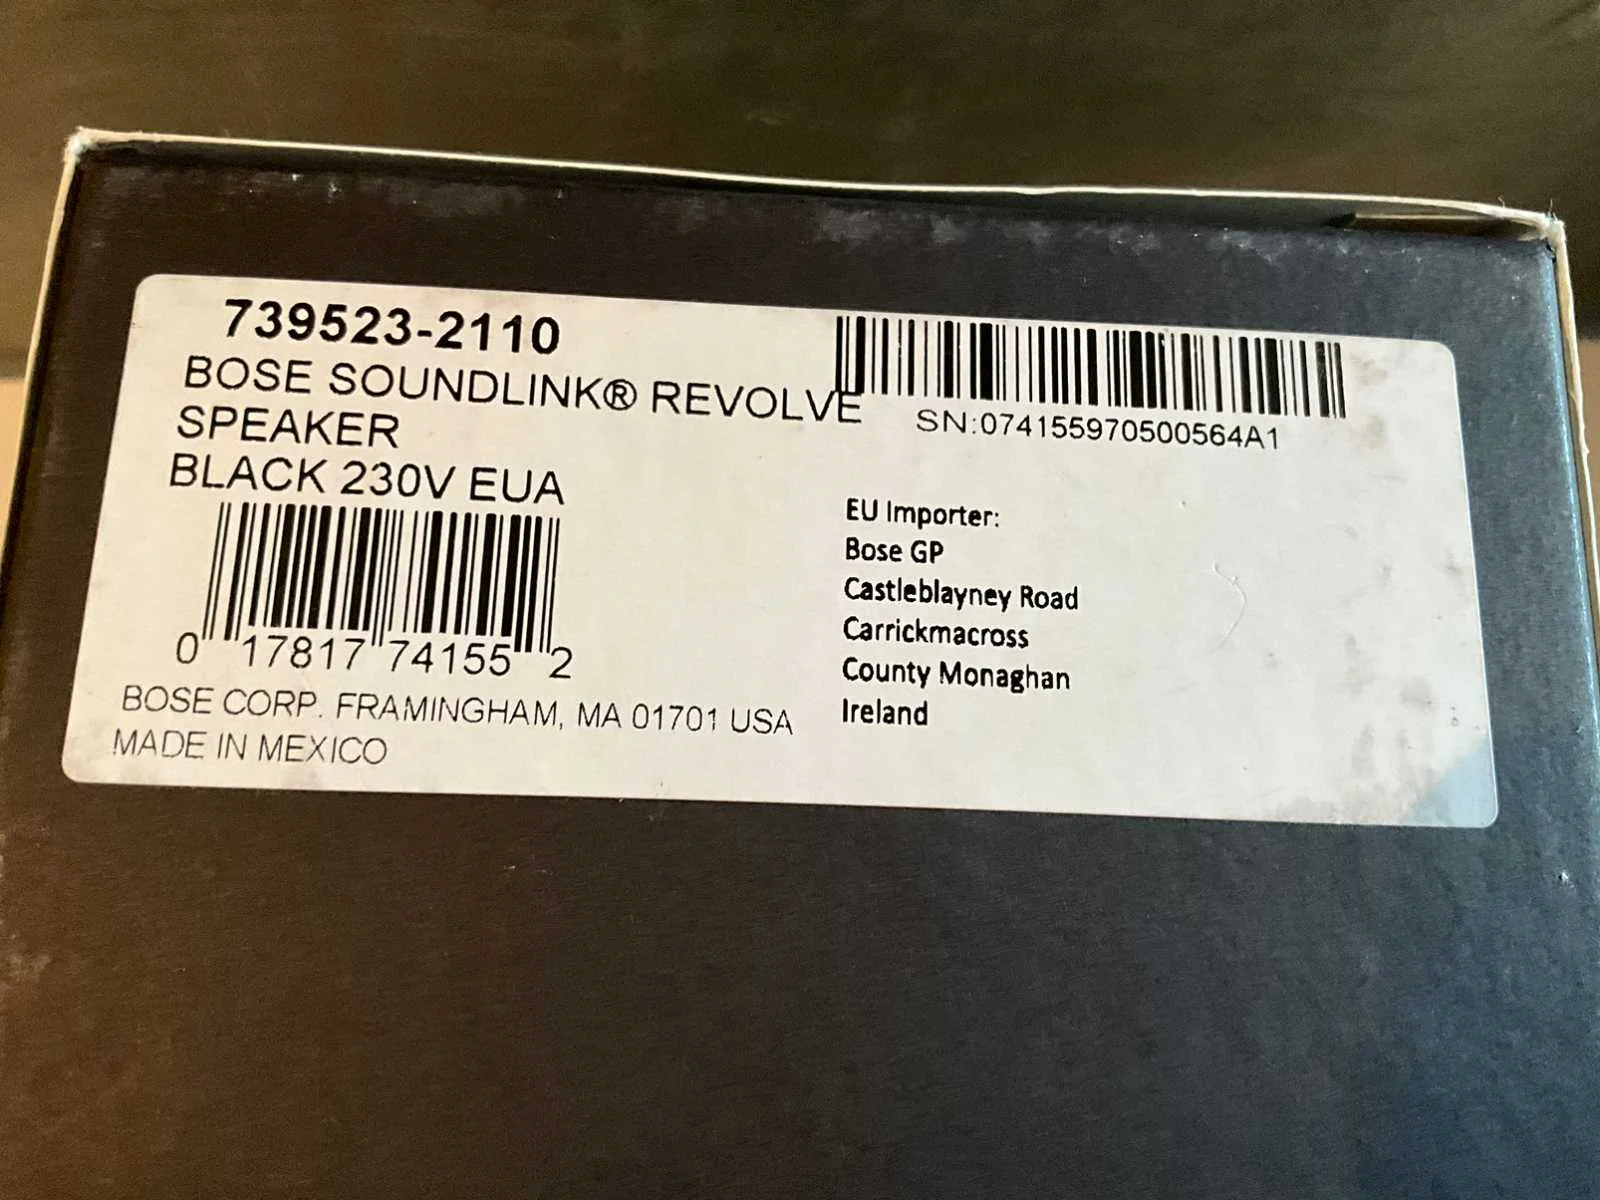 739523-2110
BOSE SOUNDLINK® REVOLVE
SPEAKER
BLACK 230V EUA
0 17817 74155 2
BOSE CORP. FRAMINGHAM, MA 01701 USA
MADE IN MEXICO
SN:074155970500564A1
EU Importer:
Bose GP
Castleblayney Road
Carrickmacross
County Monaghan
Ireland